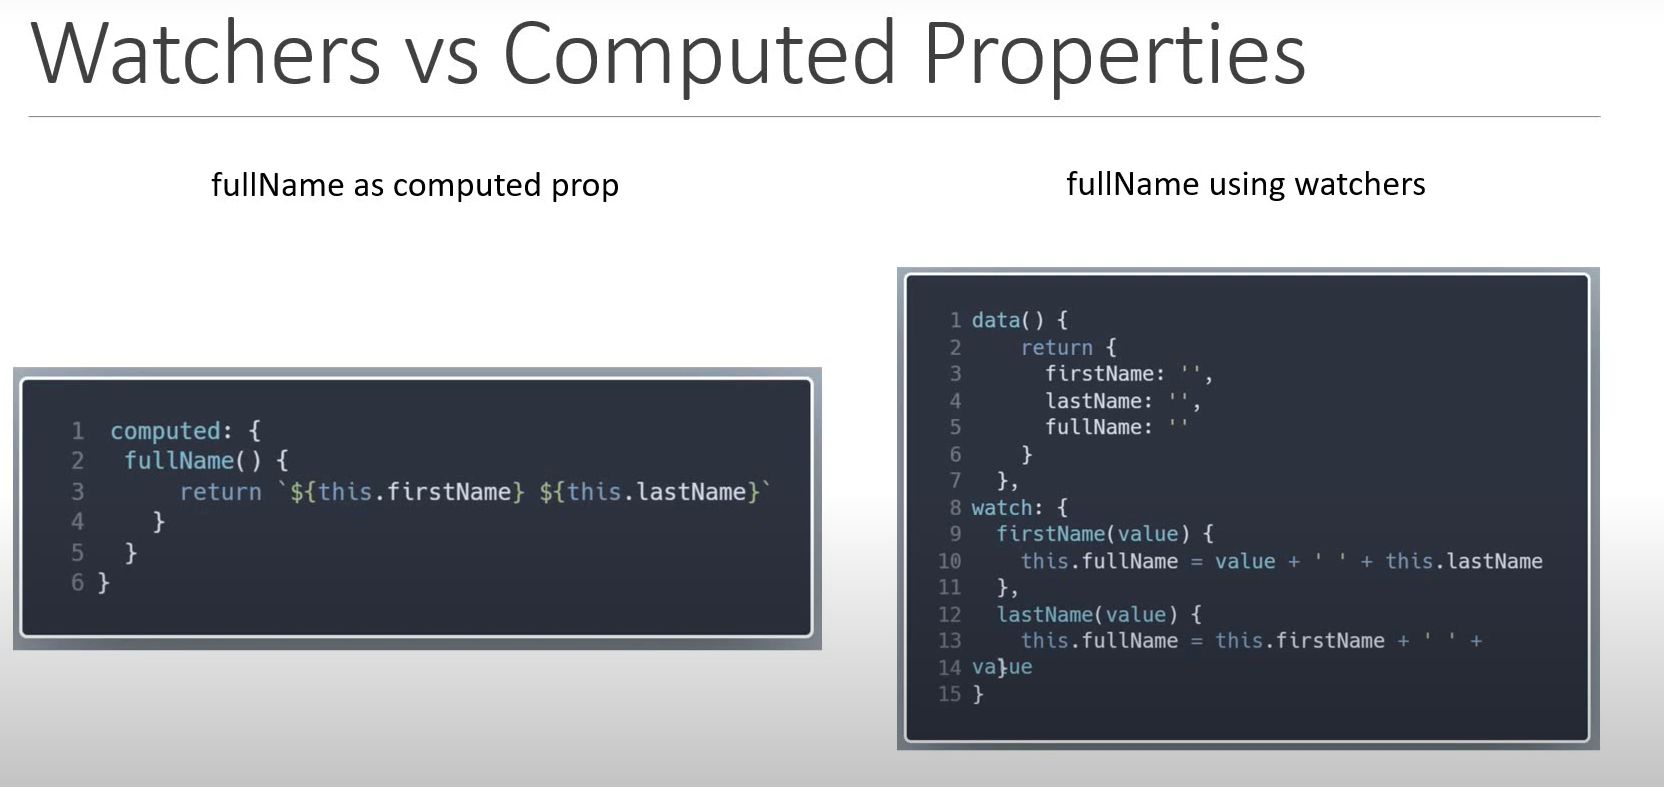 Watchers vs Computed Properties
fullName as computed prop
1 computed: {
2 fullName() {
3 return `${this.firstName} ${this.lastName}`
4 }
5 }
6 }
fullName using watchers
1 data() {
2 return {
3 firstName: '',
4 lastName: '',
5 fullName: ''
6 }
7 },
8 watch: {
9 firstName(value) {
10 this.fullName = value + ' ' + this.lastName
11 },
12 lastName(value) {
13 this.fullName = this.firstName + ' ' +
14 value }
15 }